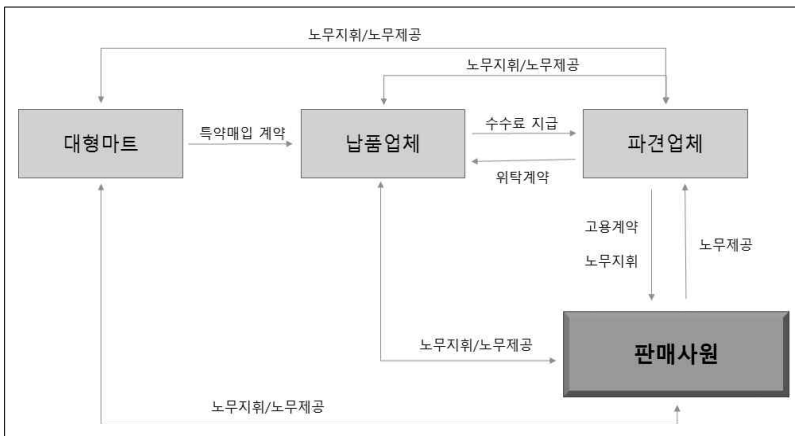 노무지휘/노무제공
노무지휘/노무제공
대형마트
특약매입 계약
납품업체
수수료 지급
위탁계약
파견업체
고용계약
노무지휘
노무제공
노무지휘/노무제공
판매사원
노무지휘/노무제공